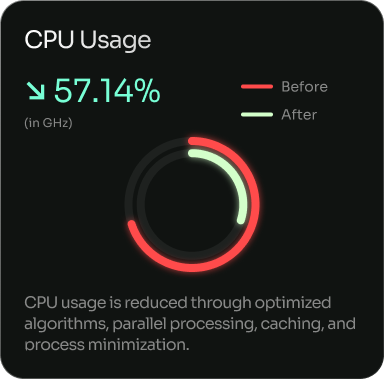 CPU Usage
↘ 57.14%
(in GHz)
Before
After
CPU usage is reduced through optimized
algorithms, parallel processing, caching, and
process minimization.